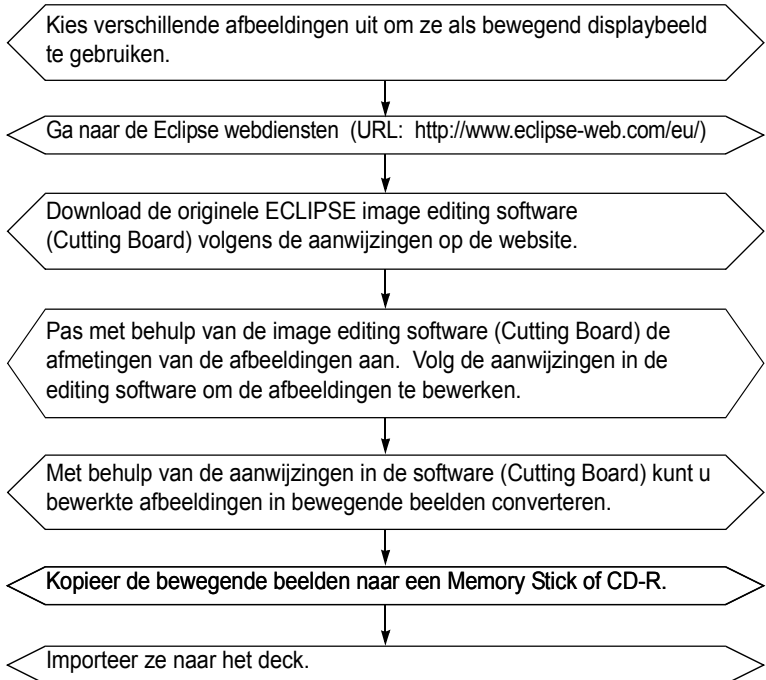 Kies verschillende afbeeldingen uit om ze als bewegend displaybeeld
te gebruiken.
Ga naar de Eclipse webdiensten (URL: http://www.eclipse-web.com/eu/)
Download de originele ECLIPSE image editing software
(Cutting Board) volgens de aanwijzingen op de website.
Pas met behulp van de image editing software (Cutting Board) de
afmetingen van de afbeeldingen aan. Volg de aanwijzingen in de
editing software om de afbeeldingen te bewerken.
Met behulp van de aanwijzingen in de software (Cutting Board) kunt u
bewerkte afbeeldingen in bewegende beelden converteren.
Kopieer de bewegende beelden naar een Memory Stick of CD-R.
Importeer ze naar het deck.